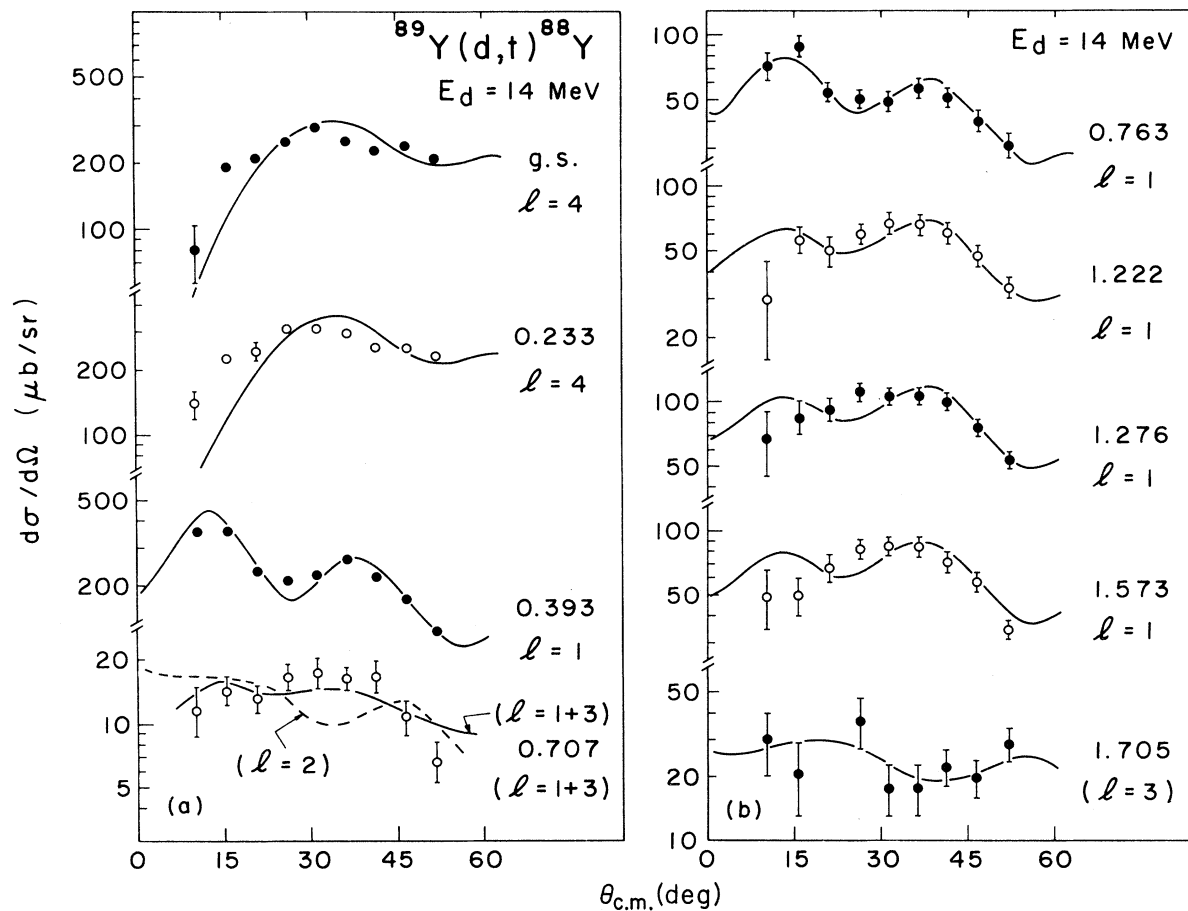 ⁸⁹Y(d,t)⁸⁸Y
E_d = 14 MeV
500
200
100
g.s.
ℓ = 4
200
100
0.233
ℓ = 4
500
200
0.393
ℓ = 1
20
10
5
(ℓ = 1+3)
0.707
(ℓ = 1+3)
(ℓ = 2)
(a)
0 15 30 45 60
dσ/dΩ (μb/sr)
E_d = 14 MeV
100
50
0.763
ℓ = 1
100
50
20
1.222
ℓ = 1
100
50
1.276
ℓ = 1
100
50
1.573
ℓ = 1
50
20
10
1.705
(ℓ = 3)
(b)
0 15 30 45 60
θ_c.m. (deg)